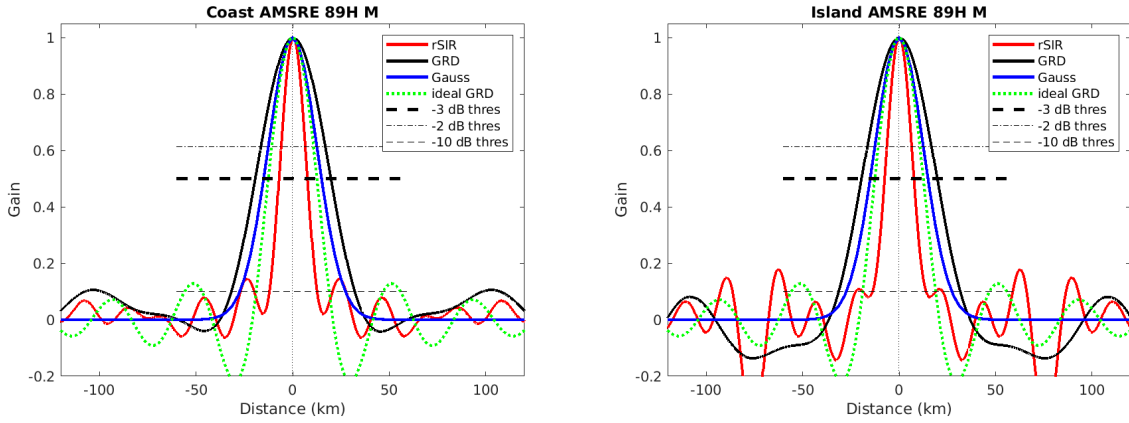 Coast AMSRE 89H M
1
0.8
0.6
0.4
0.2
0
-0.2
Gain
-100
-50
0
50
100
Distance (km)
rSIR
GRD
Gauss
ideal GRD
-3 dB thres
-2 dB thres
-10 dB thres
Island AMSRE 89H M
1
0.8
0.6
0.4
0.2
0
-0.2
Gain
-100
-50
0
50
100
Distance (km)
rSIR
GRD
Gauss
ideal GRD
-3 dB thres
-2 dB thres
-10 dB thres